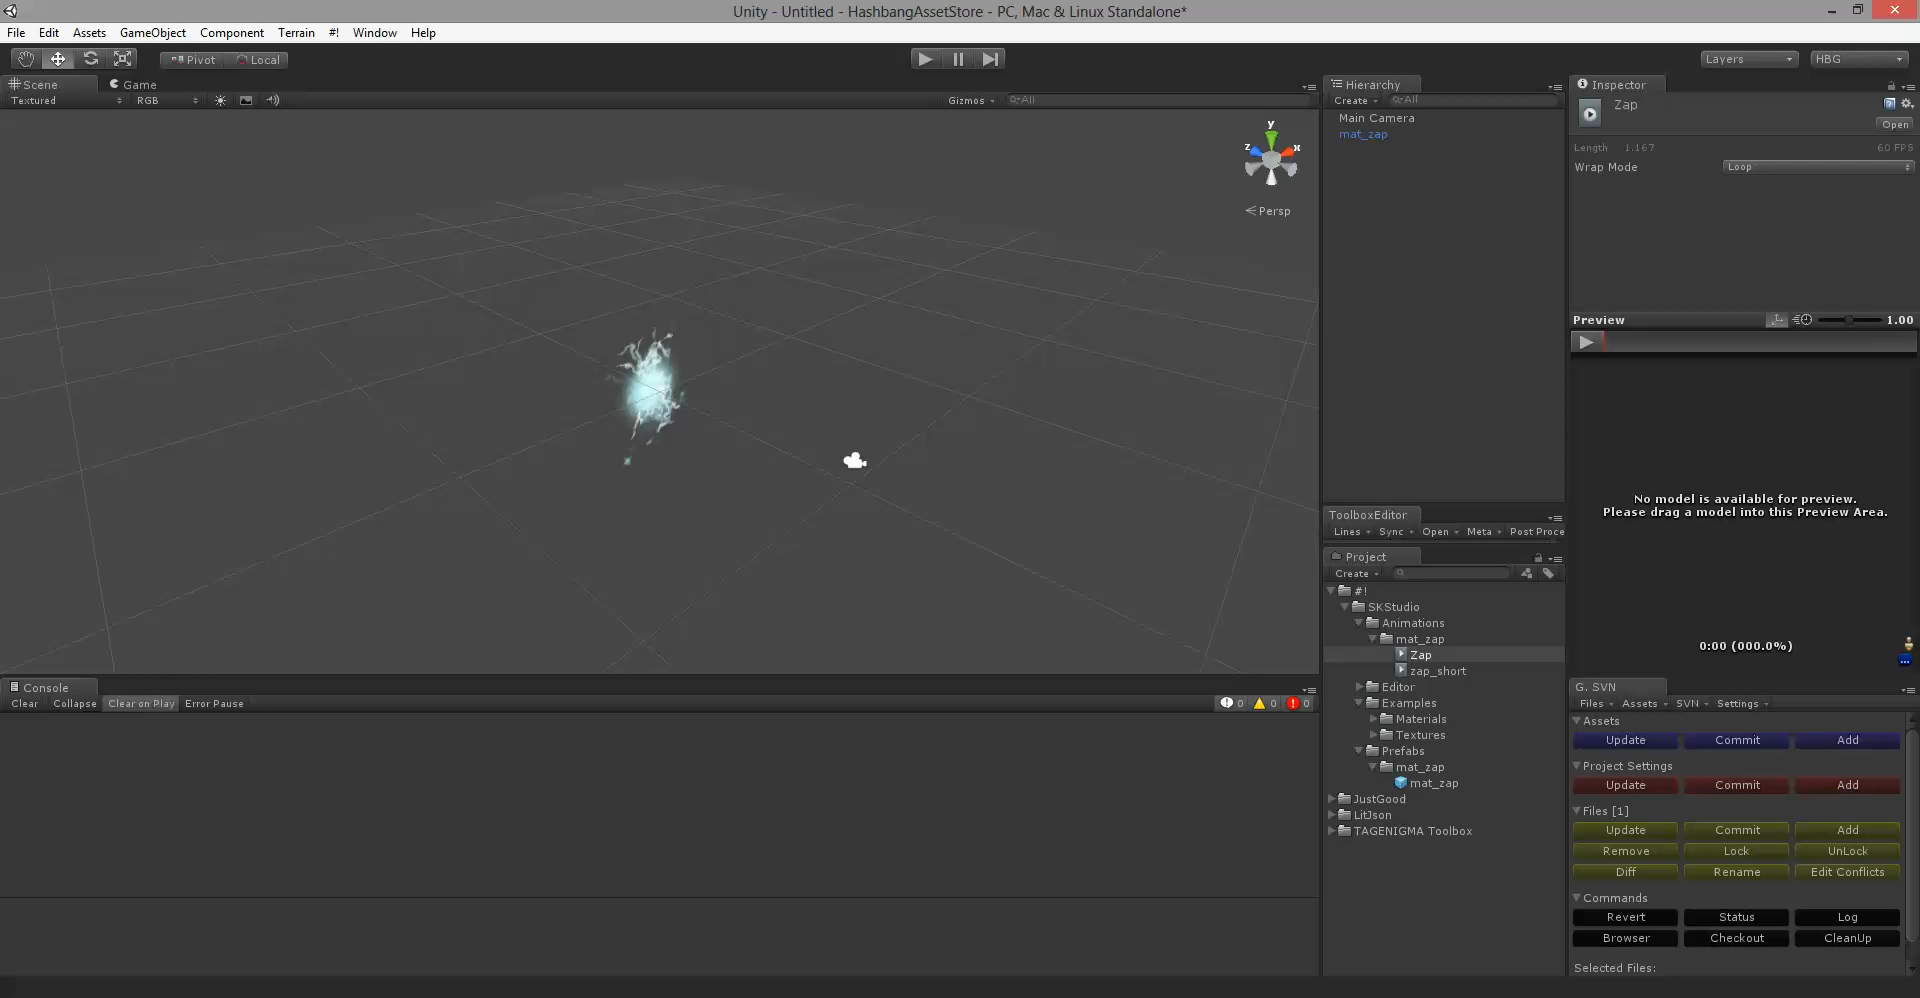 Unity - Untitled - HashbangAssetStore - PC, Mac & Linux Standalone*
File Edit Assets GameObject Component Terrain #! Window Help
Pivot Local Layers HBG
Scene Game
Textured RGB Gizmos All
y
z x
Persp
Hierarchy
Create All
Main Camera
mat_zap
Inspector
Zap
Open
Length 1.167 60 FPS
Wrap Mode Loop
Preview 1.00
No model is available for preview.
Please drag a model into this Preview Area.
0:00 (000.0%)
ToolboxEditor
Lines Sync Open Meta Post Proce
Project
Create
#!
SKStudio
Animations
mat_zap
Zap
zap_short
Editor
Examples
Materials
Textures
Prefabs
mat_zap
mat_zap
JustGood
LitJson
TAGENIGMA Toolbox
Console
Clear Collapse Clear on Play Error Pause 0 0 0
G. SVN
Files Assets SVN Settings
Assets
Update Commit Add
Project Settings
Update Commit Add
Files [1]
Update Commit Add
Remove Lock UnLock
Diff Rename Edit Conflicts
Commands
Revert Status Log
Browser Checkout CleanUp
Selected Files: